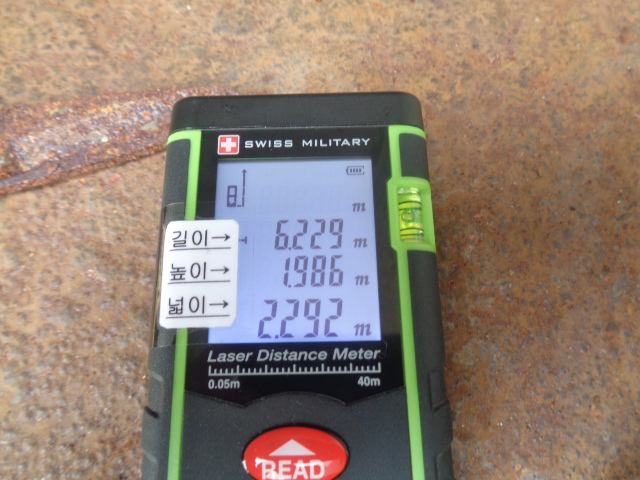 SWISS MILITARY
m
길이→ 6.229 m
높이→ 1.986 m
넓이→ 2.292 m
Laser Distance Meter
0.05m 40m
READ